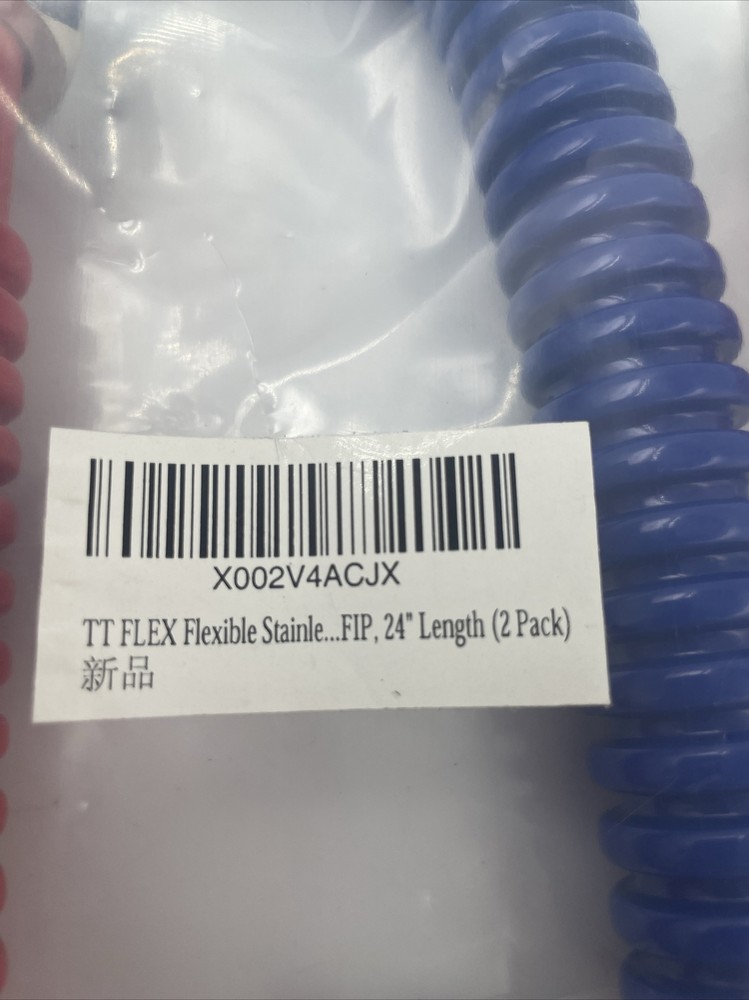 X002V4ACJX
TT FLEX Flexible Stainle...FIP, 24" Length (2 Pack)
新品